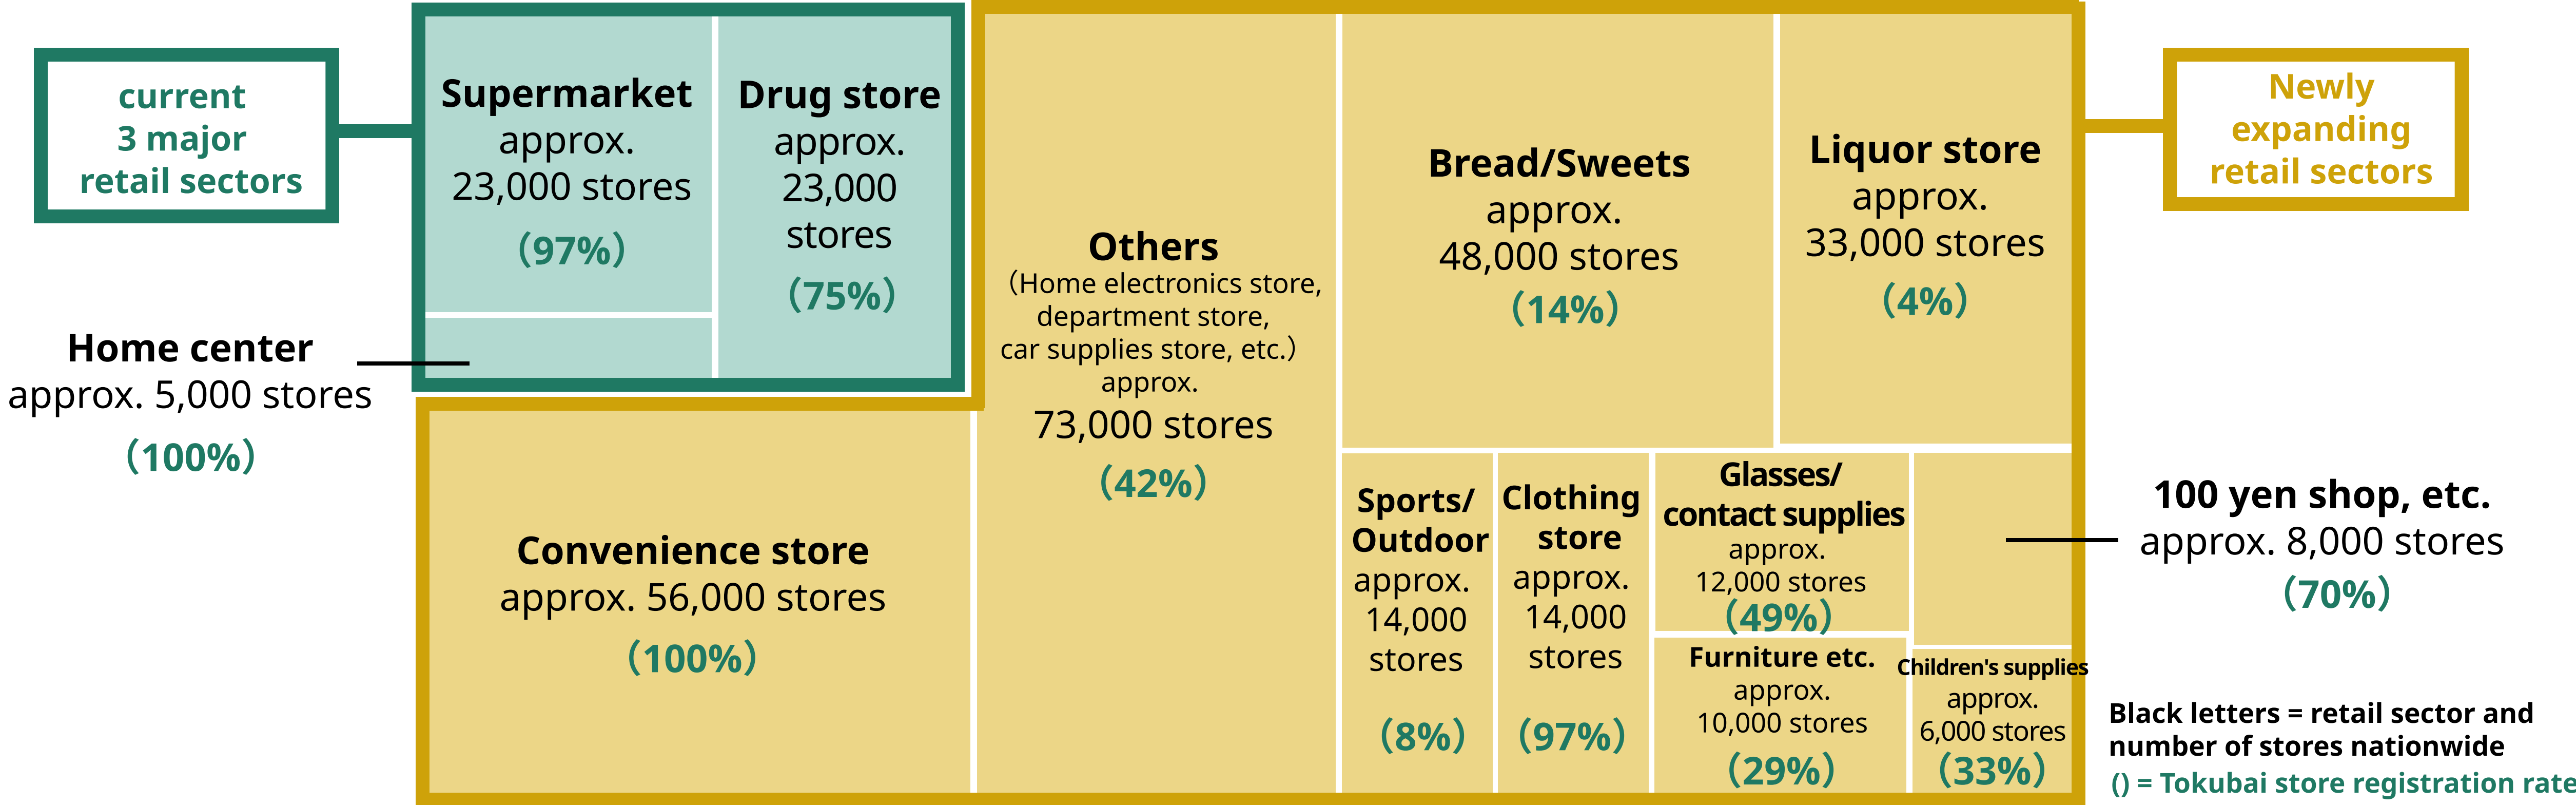 current
3 major
retail sectors
Supermarket
approx.
23,000 stores
(97%)
Drug store
approx.
23,000
stores
(75%)
Home center
approx. 5,000 stores
(100%)
Convenience store
approx. 56,000 stores
(100%)
Others
(Home electronics store,
department store,
car supplies store, etc.)
approx.
73,000 stores
(42%)
Bread/Sweets
approx.
48,000 stores
(14%)
Liquor store
approx.
33,000 stores
(4%)
Newly
expanding
retail sectors
Sports/
Outdoor
approx.
14,000
stores
(8%)
Clothing
store
approx.
14,000
stores
(97%)
Glasses/
contact supplies
approx.
12,000 stores
(49%)
Furniture etc.
approx.
10,000 stores
(29%)
100 yen shop, etc.
approx. 8,000 stores
(70%)
Children's supplies
approx.
6,000 stores
(33%)
Black letters = retail sector and
number of stores nationwide
() = Tokubai store registration rate